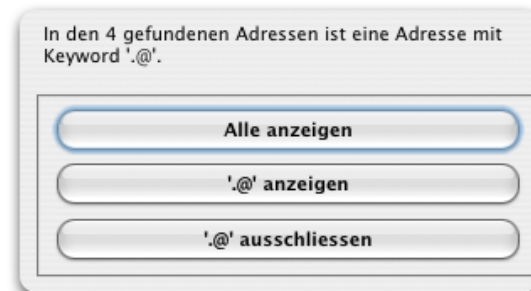 In den 4 gefundenen Adressen ist eine Adresse mit
Keyword '.@'.
Alle anzeigen
'.@' anzeigen
'.@' ausschliessen